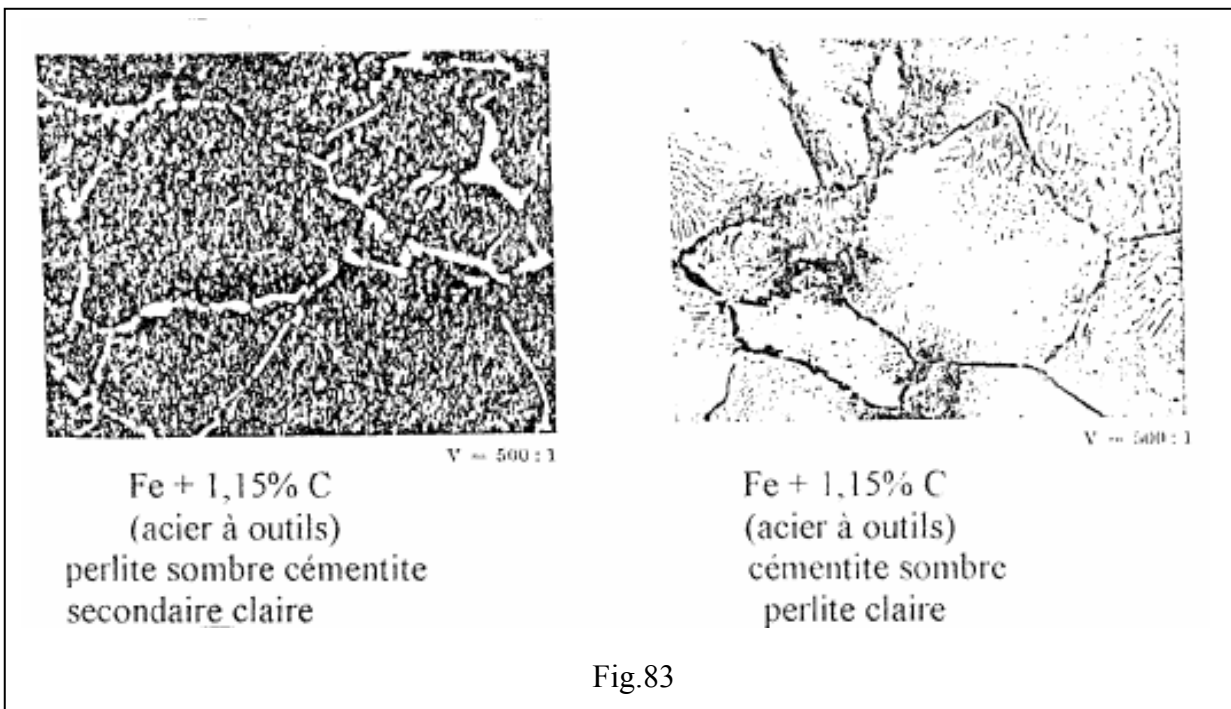 V = 500 : 1
Fe + 1,15% C
(acier à outils)
perlite sombre cémentite
secondaire claire
V = 500 : 1
Fe + 1,15% C
(acier à outils)
cémentite sombre
perlite claire
Fig.83